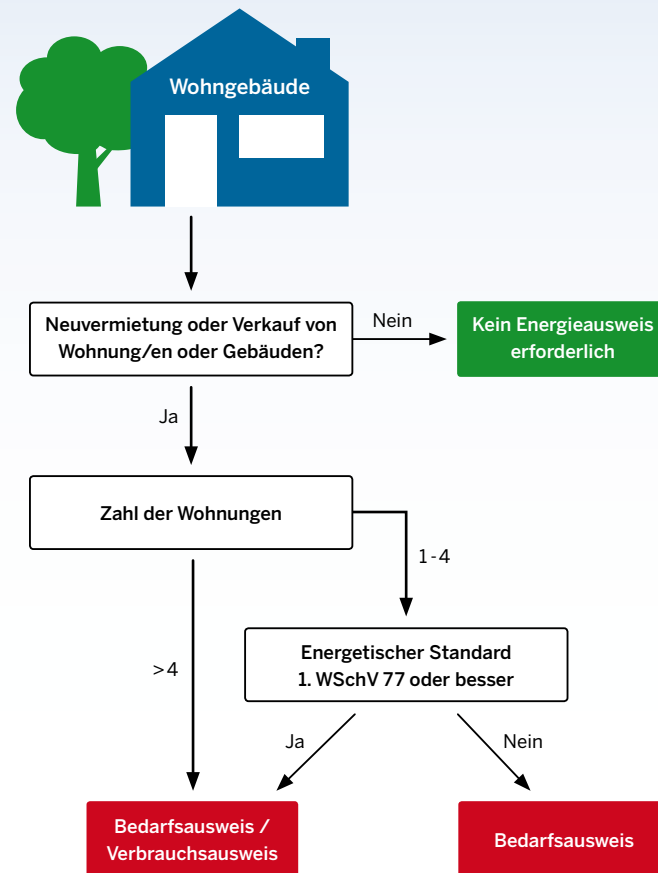 Wohngebäude
Neuvermietung oder Verkauf von
Wohnung/en oder Gebäuden?
Nein
Kein Energieausweis
erforderlich
Ja
Zahl der Wohnungen
1-4
>4
Energetischer Standard
1. WSchV 77 oder besser
Ja
Nein
Bedarfsausweis /
Verbrauchsausweis
Bedarfsausweis